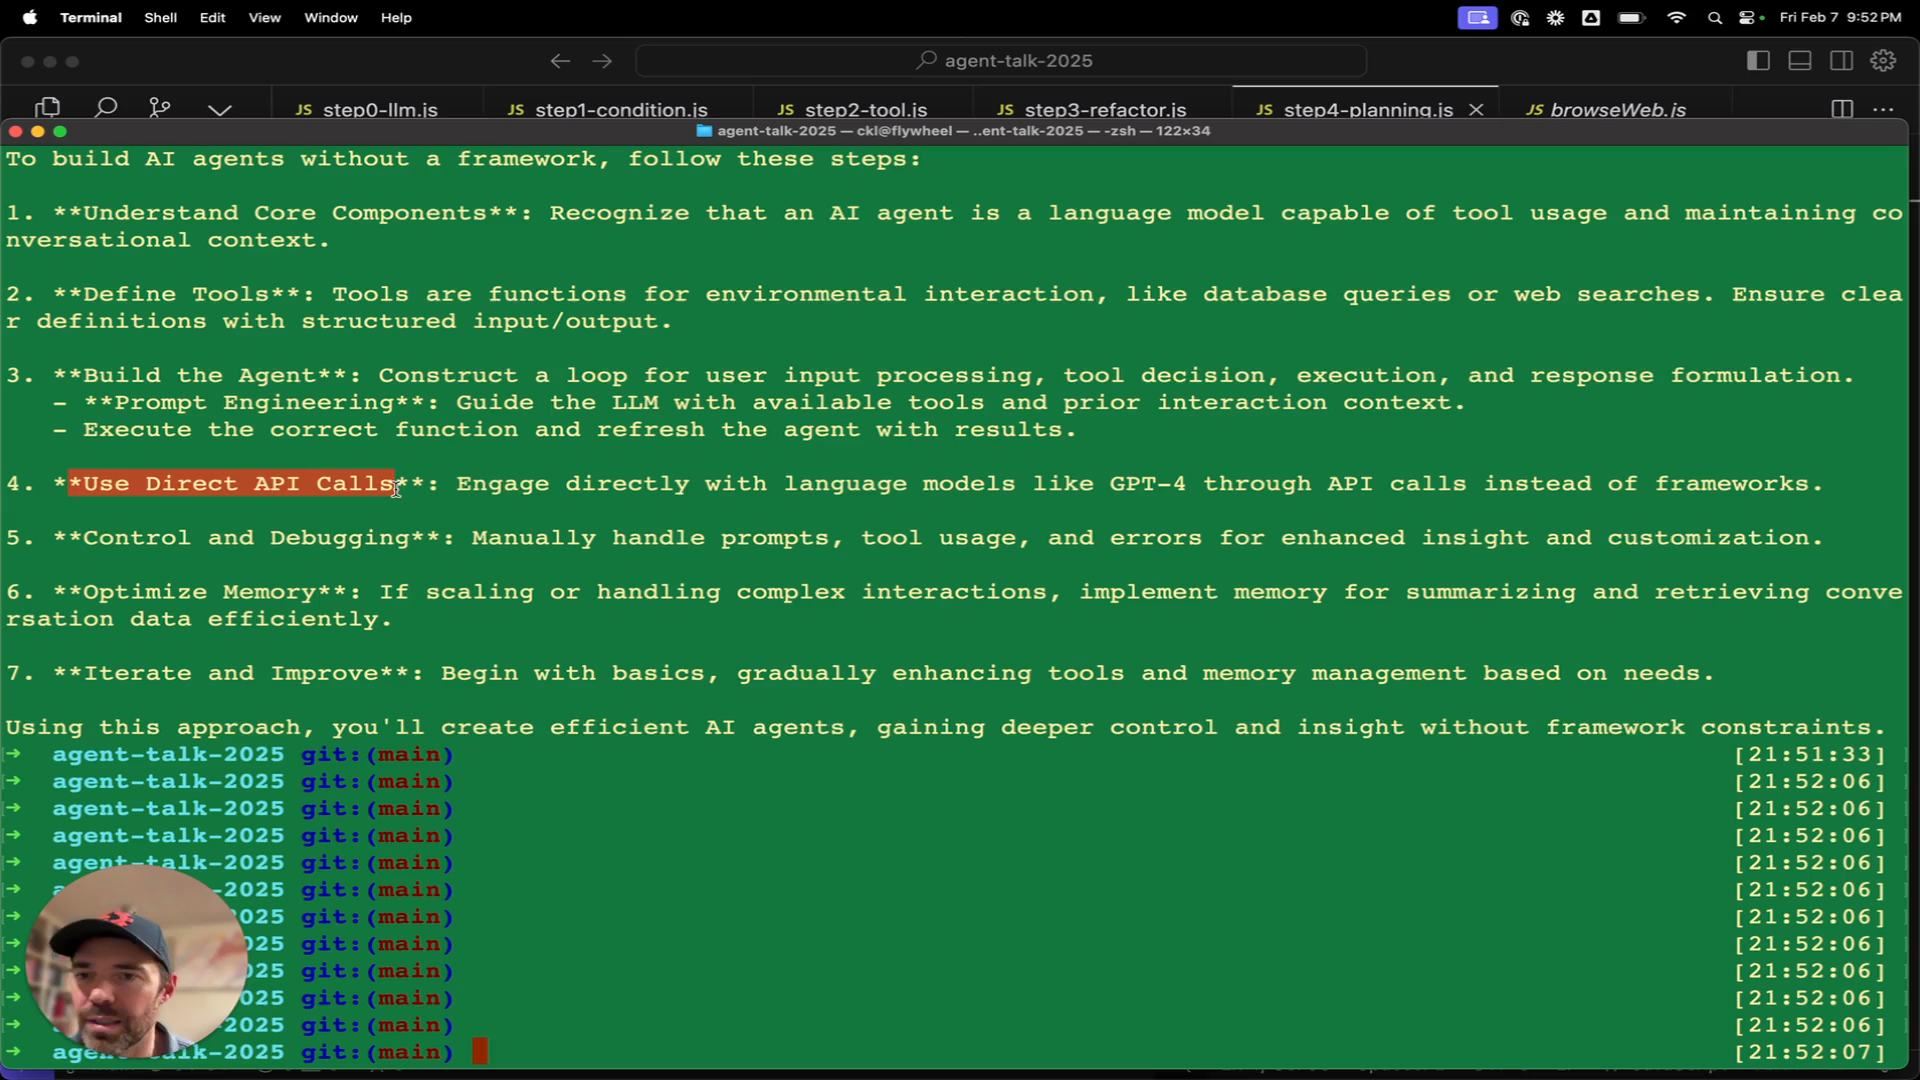 Terminal Shell Edit View Window Help Fri Feb 7 9:52 PM
agent-talk-2025
JS step0-llm.js JS step1-condition.js JS step2-tool.js JS step3-refactor.js JS step4-planning.js JS browseWeb.js
agent-talk-2025 — ckl@flywheel — ..ent-talk-2025 — -zsh — 122×34
To build AI agents without a framework, follow these steps:
1. **Understand Core Components**: Recognize that an AI agent is a language model capable of tool usage and maintaining co
nversational context.
2. **Define Tools**: Tools are functions for environmental interaction, like database queries or web searches. Ensure clea
r definitions with structured input/output.
3. **Build the Agent**: Construct a loop for user input processing, tool decision, execution, and response formulation.
- **Prompt Engineering**: Guide the LLM with available tools and prior interaction context.
- Execute the correct function and refresh the agent with results.
4. **Use Direct API Calls**: Engage directly with language models like GPT-4 through API calls instead of frameworks.
5. **Control and Debugging**: Manually handle prompts, tool usage, and errors for enhanced insight and customization.
6. **Optimize Memory**: If scaling or handling complex interactions, implement memory for summarizing and retrieving conve
rsation data efficiently.
7. **Iterate and Improve**: Begin with basics, gradually enhancing tools and memory management based on needs.
Using this approach, you'll create efficient AI agents, gaining deeper control and insight without framework constraints.
➜ agent-talk-2025 git:(main) [21:51:33]
➜ agent-talk-2025 git:(main) [21:52:06]
➜ agent-talk-2025 git:(main) [21:52:06]
➜ agent-talk-2025 git:(main) [21:52:06]
➜ agent-talk-2025 git:(main) [21:52:06]
➜ a -2025 git:(main) [21:52:06]
➜ 025 git:(main) [21:52:06]
➜ 025 git:(main) [21:52:06]
➜ 025 git:(main) [21:52:06]
➜ 025 git:(main) [21:52:06]
➜ a -2025 git:(main) [21:52:06]
➜ agent-talk-2025 git:(main) [21:52:07]